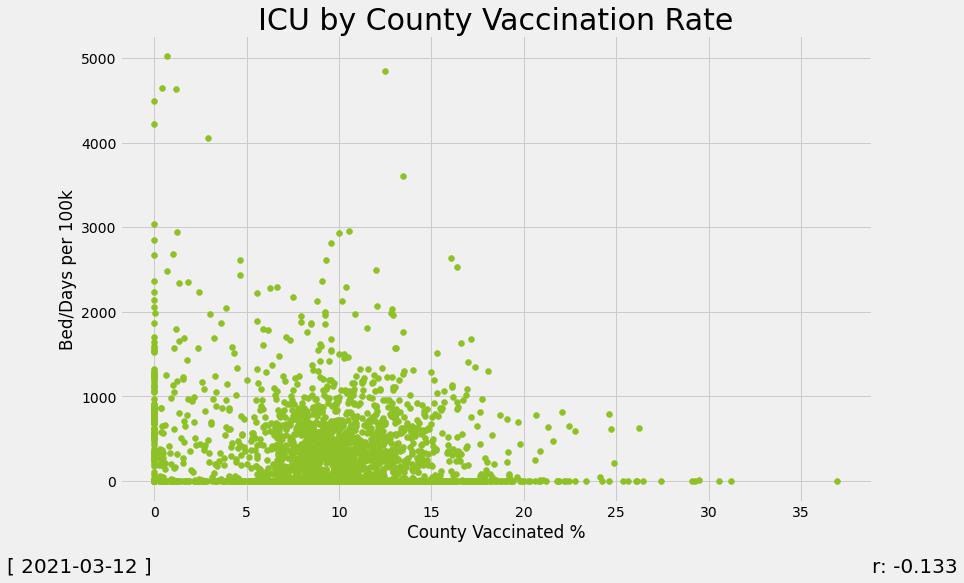 ICU by County Vaccination Rate
5000
4000
3000
2000
1000
0
Bed/Days per 100k
0 5 10 15 20 25 30 35
County Vaccinated %
[ 2021-03-12 ]
r: -0.133